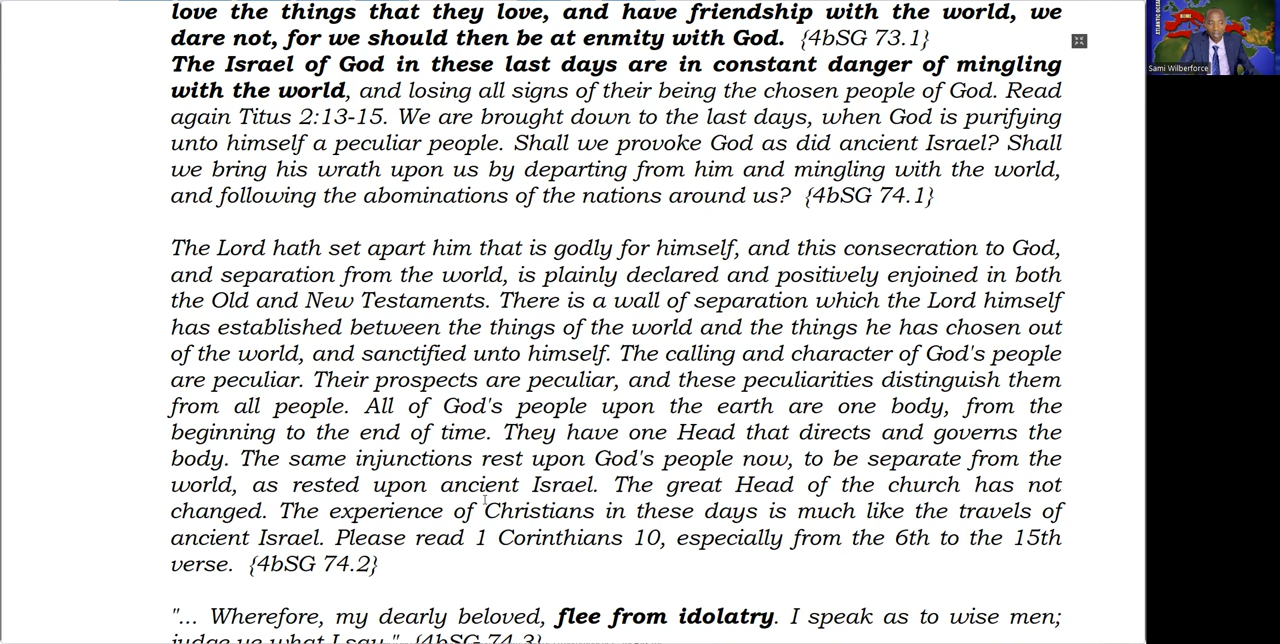 love the things that they love, and have friendship with the world, we
dare not, for we should then be at enmity with God. {4bSG 73.1}
The Israel of God in these last days are in constant danger of mingling
with the world, and losing all signs of their being the chosen people of God. Read
again Titus 2:13-15. We are brought down to the last days, when God is purifying
unto himself a peculiar people. Shall we provoke God as did ancient Israel? Shall
we bring his wrath upon us by departing from him and mingling with the world,
and following the abominations of the nations around us? {4bSG 74.1}
The Lord hath set apart him that is godly for himself, and this consecration to God,
and separation from the world, is plainly declared and positively enjoined in both
the Old and New Testaments. There is a wall of separation which the Lord himself
has established between the things of the world and the things he has chosen out
of the world, and sanctified unto himself. The calling and character of God's people
are peculiar. Their prospects are peculiar, and these peculiarities distinguish them
from all people. All of God's people upon the earth are one body, from the
beginning to the end of time. They have one Head that directs and governs the
body. The same injunctions rest upon God's people now, to be separate from the
world, as rested upon ancient Israel. The great Head of the church has not
changed. The experience of Christians in these days is much like the travels of
ancient Israel. Please read 1 Corinthians 10, especially from the 6th to the 15th
verse. {4bSG 74.2}
"... Wherefore, my dearly beloved, flee from idolatry. I speak as to wise men;
judge ye what I say." {4bSG 74.3}
ROME
Sami Wilberforce